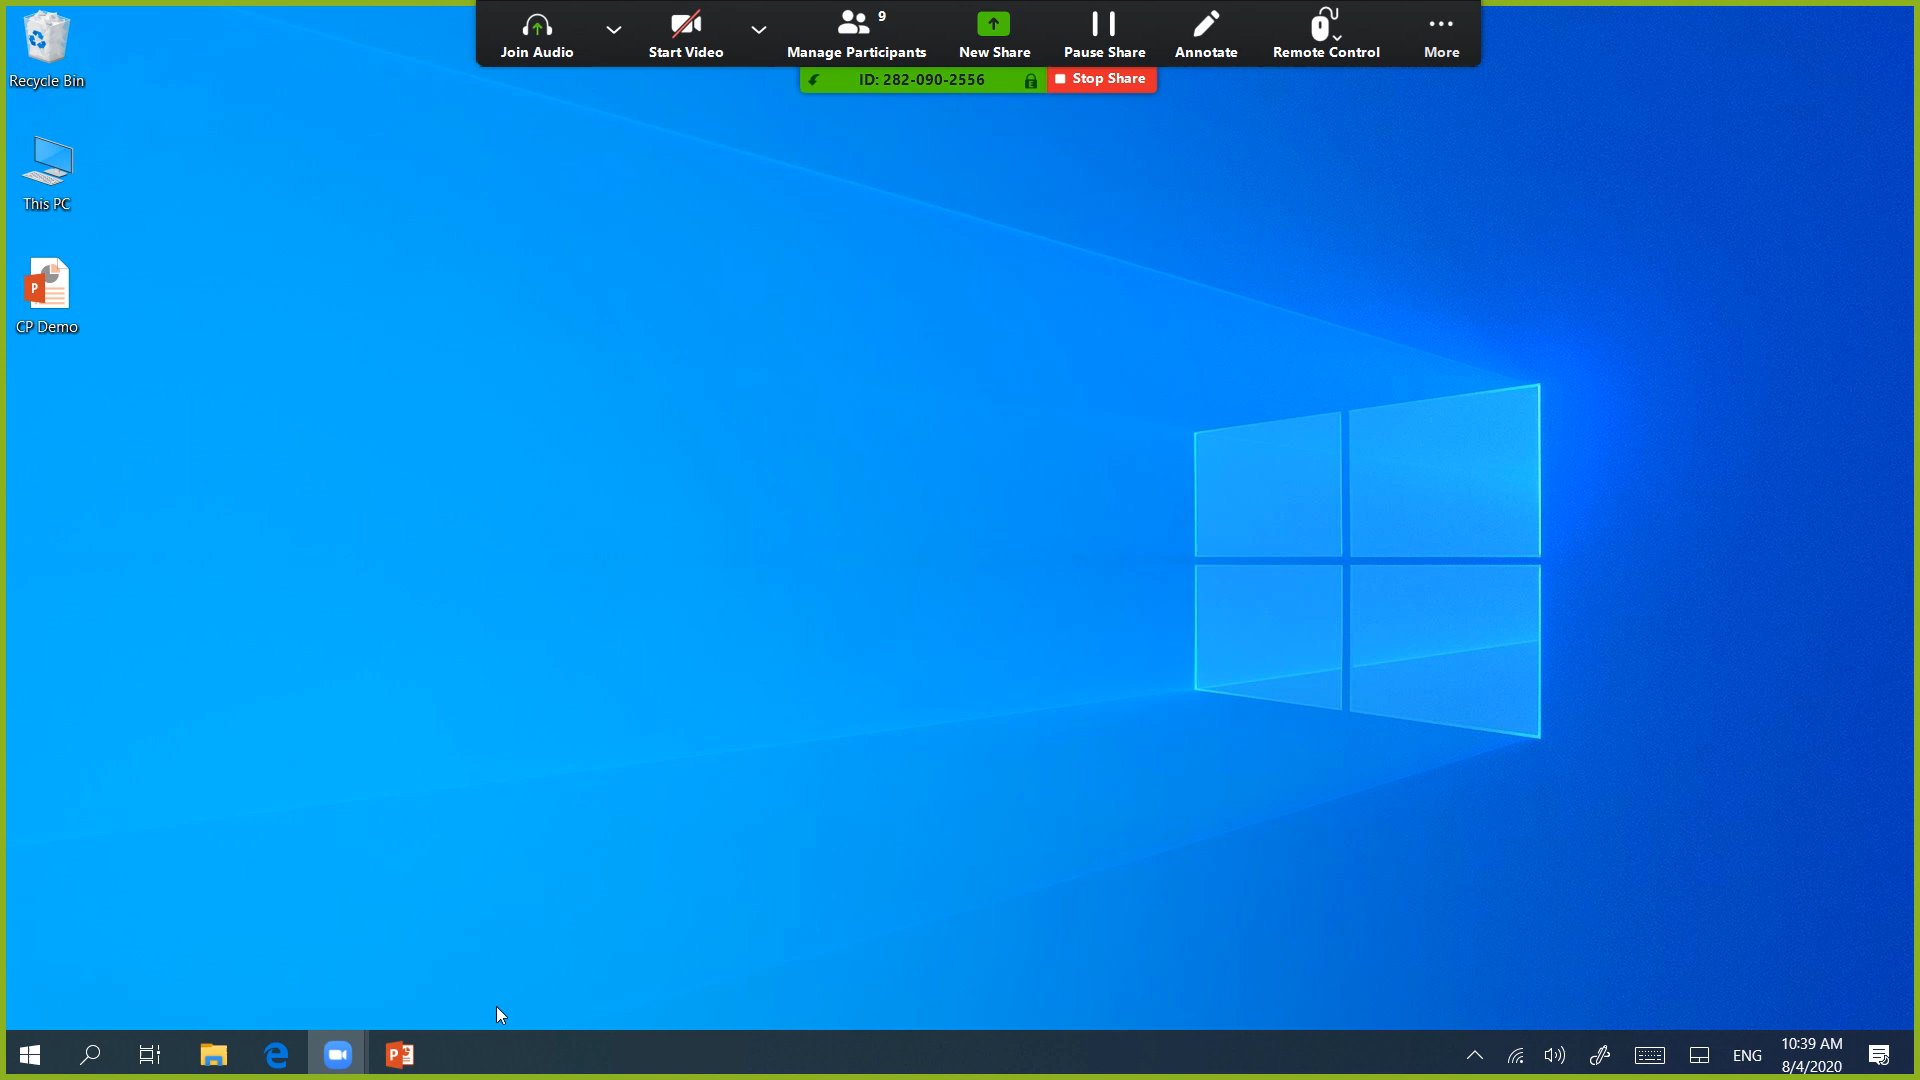 Join Audio
Start Video
9
Manage Participants
New Share
Pause Share
Annotate
Remote Control
More
ID: 282-090-2556
Stop Share
Recycle Bin
This PC
P
CP Demo
P
ENG
10:39 AM
8/4/2020